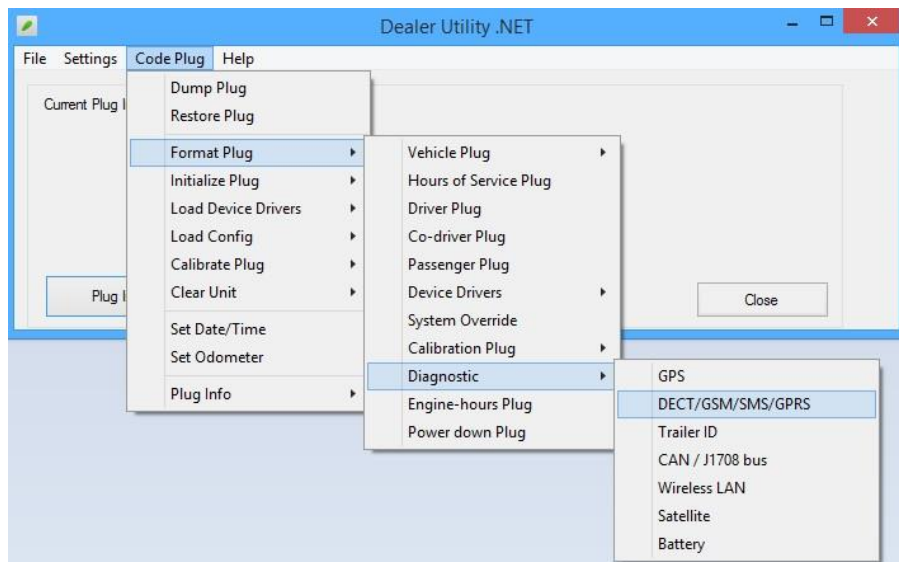 Dealer Utility .NET
File Settings Code Plug Help
Current Plug I
Plug I
Close
Dump Plug
Restore Plug
Format Plug
Initialize Plug
Load Device Drivers
Load Config
Calibrate Plug
Clear Unit
Set Date/Time
Set Odometer
Plug Info
Vehicle Plug
Hours of Service Plug
Driver Plug
Co-driver Plug
Passenger Plug
Device Drivers
System Override
Calibration Plug
Diagnostic
Engine-hours Plug
Power down Plug
GPS
DECT/GSM/SMS/GPRS
Trailer ID
CAN / J1708 bus
Wireless LAN
Satellite
Battery